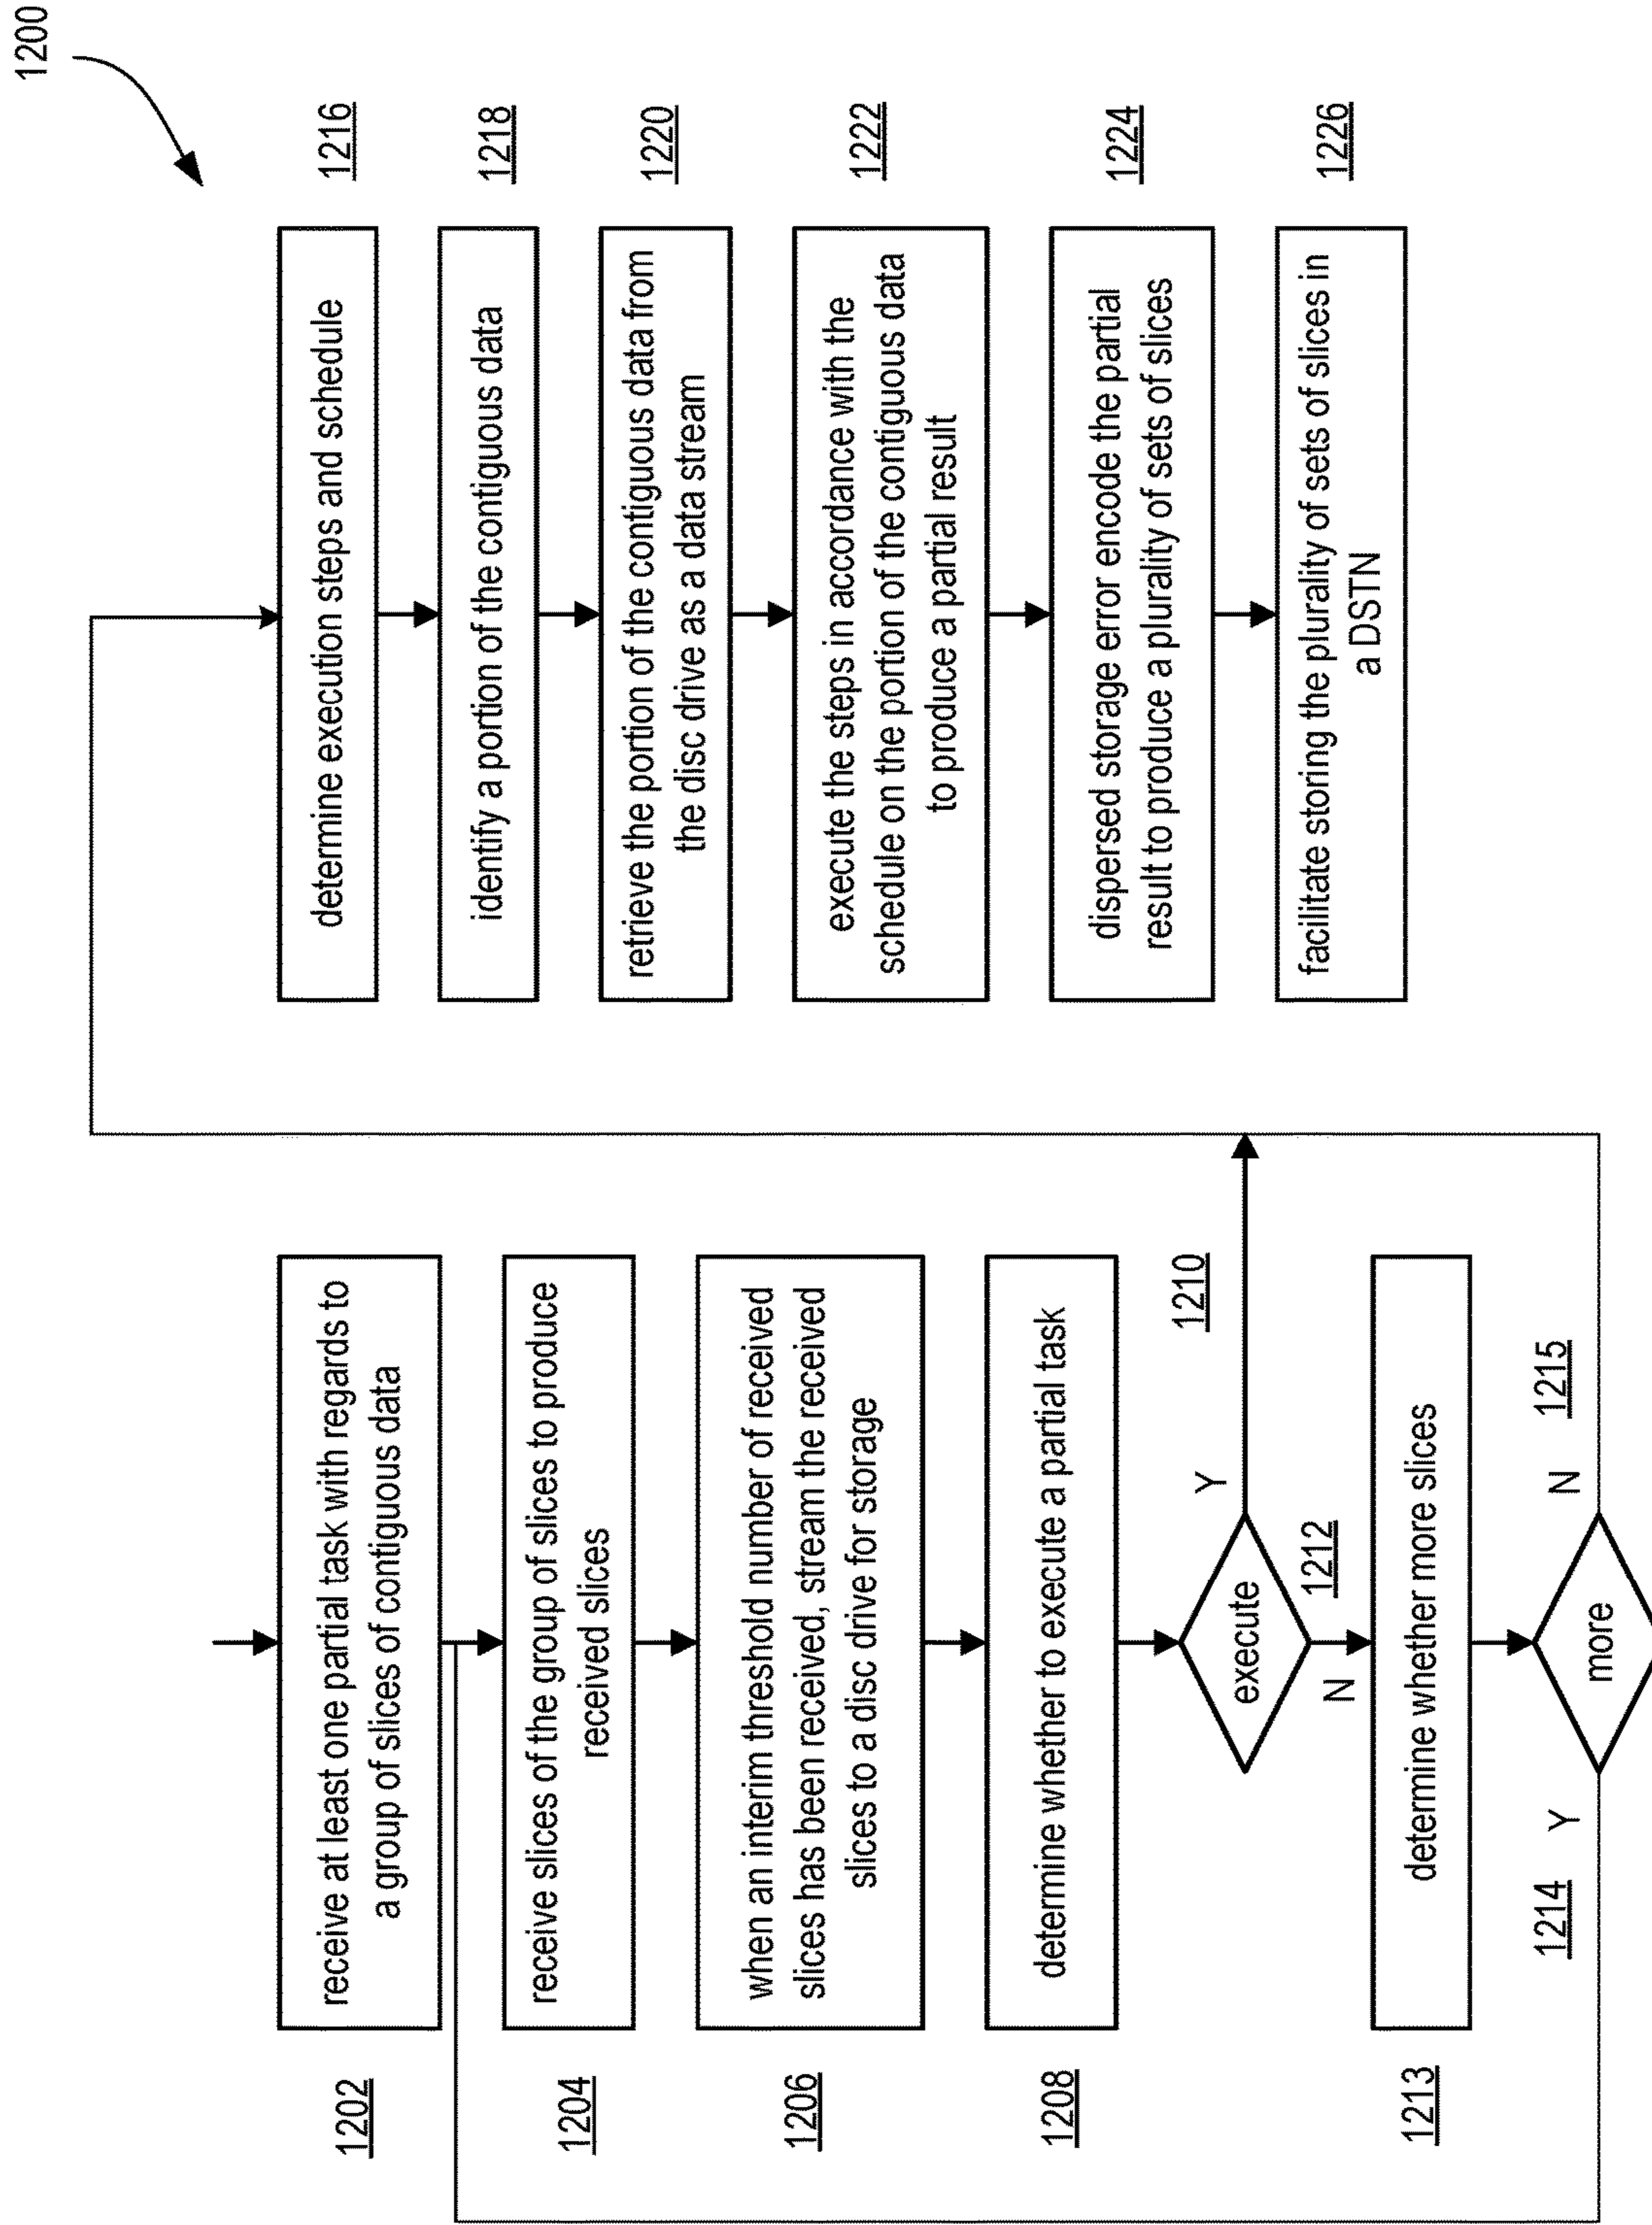 1200
1202
receive at least one partial task with regards to
a group of slices of contiguous data
1204
receive slices of the group of slices to produce
received slices
1206
when an interim threshold number of received
slices has been received, stream the received
slices to a disc drive for storage
1208
determine whether to execute a partial task
execute
Y
1210
N
1212
1213
determine whether more slices
more
1214
Y
N
1215
determine execution steps and schedule
1216
identify a portion of the contiguous data
1218
retrieve the portion of the contiguous data from
the disc drive as a data stream
1220
execute the steps in accordance with the
schedule on the portion of the contiguous data
to produce a partial result
1222
dispersed storage error encode the partial
result to produce a plurality of sets of slices
1224
facilitate storing the plurality of sets of slices in
a DSTN
1226